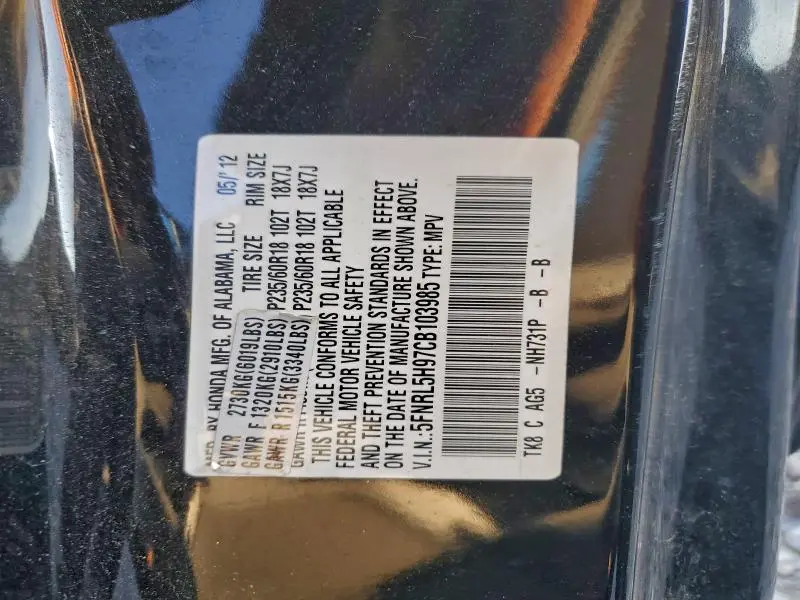 MFR. BY HONDA MFG. OF ALABAMA, LLC 05/'12
GVWR 2730KG(6019LBS) TIRE SIZE RIM SIZE
GAWR F 1320KG(2910LBS) P235/60R18 102T 18X7J
GAWR R 1515KG(3340LBS) P235/60R18 102T 18X7J
THIS VEHICLE CONFORMS TO ALL APPLICABLE
FEDERAL MOTOR VEHICLE SAFETY
AND THEFT PREVENTION STANDARDS IN EFFECT
ON THE DATE OF MANUFACTURE SHOWN ABOVE.
V.I.N.:5FNRL5H97CB103985 TYPE: MPV
TK8 C AG5 -NH731P -B -B